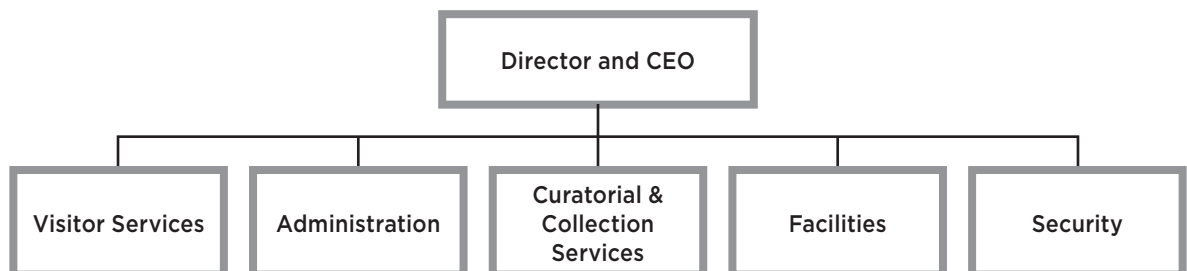 Director and CEO
Visitor Services
Administration
Curatorial &
Collection
Services
Facilities
Security